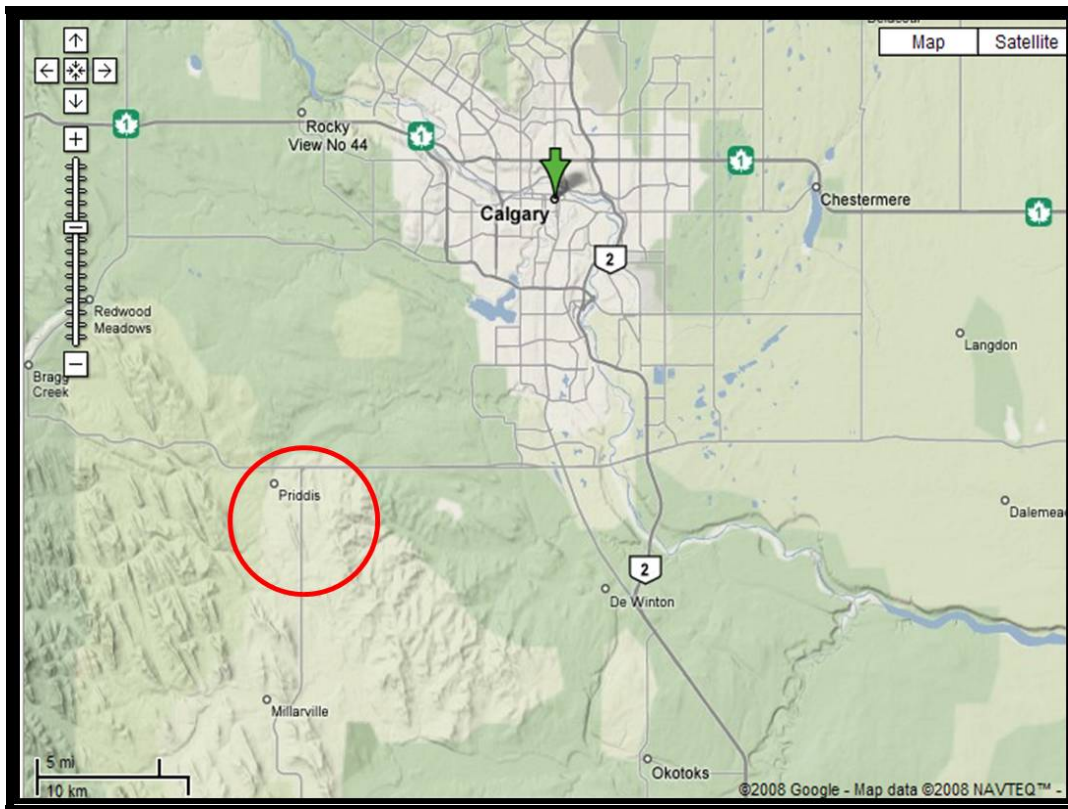 Map
Satellite
1
Rocky
View No 44
1
1
Calgary
Chestermere
1
2
Redwood
Meadows
Langdon
Bragg
Creek
Priddis
Dalemea
2
De Winton
Millarville
5 mi
10 km
Okotoks
©2008 Google - Map data ©2008 NAVTEQ™ -